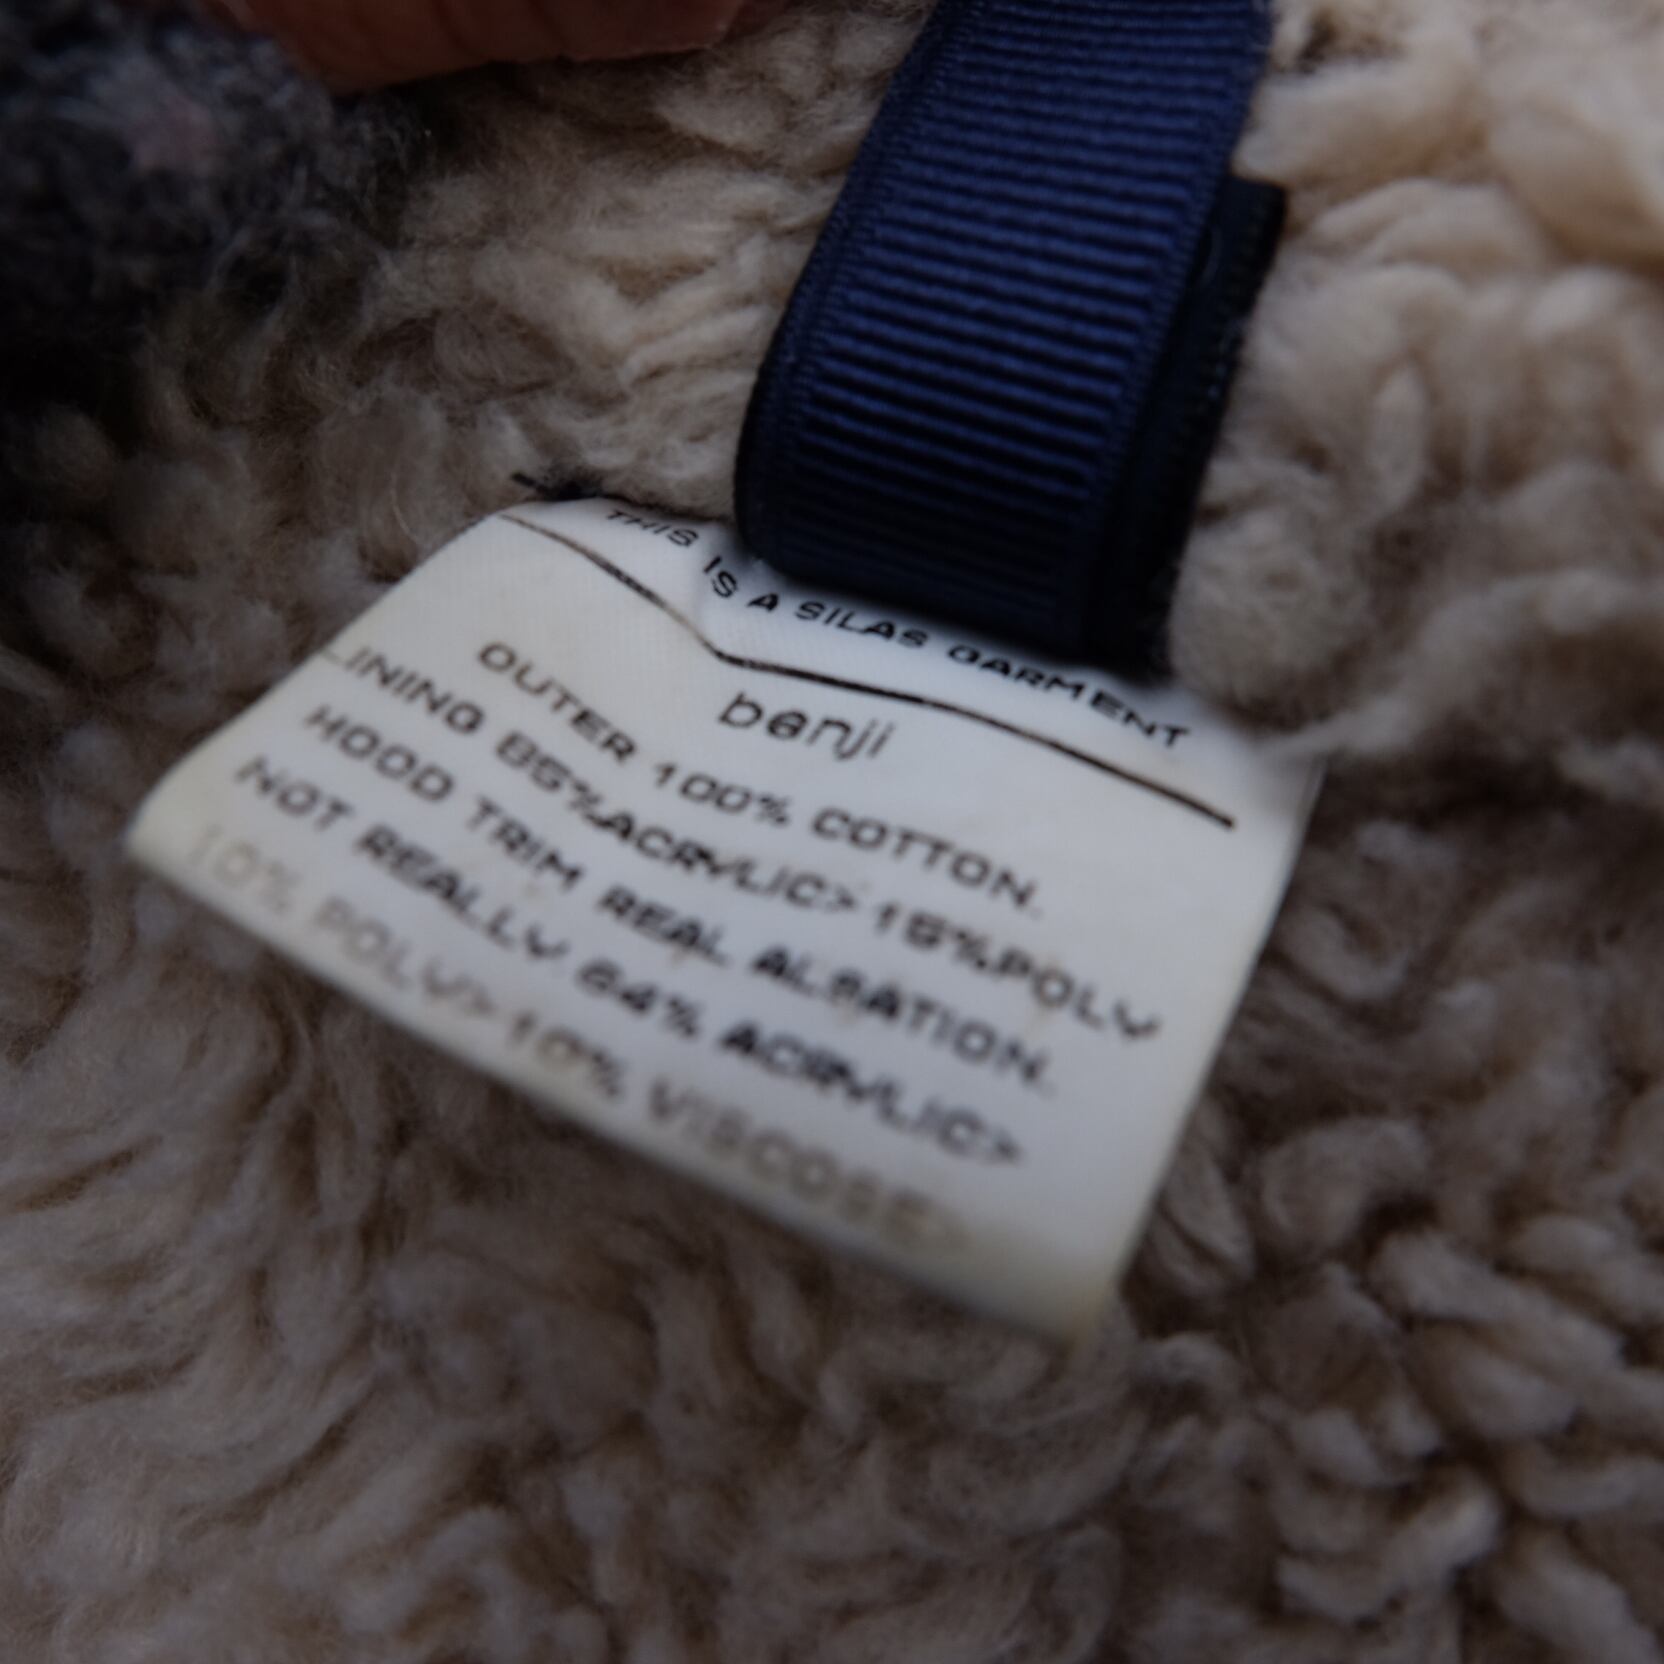 THIS IS A SILAS GARMENT
benji
OUTER 100% COTTON.
LINING 85%ACRYLIC> 15%POLY
HOOD TRIM REAL ALSATION.
NOT REALLY 64% ACRYLIC>
10% POLY> 10% VISCOSE>